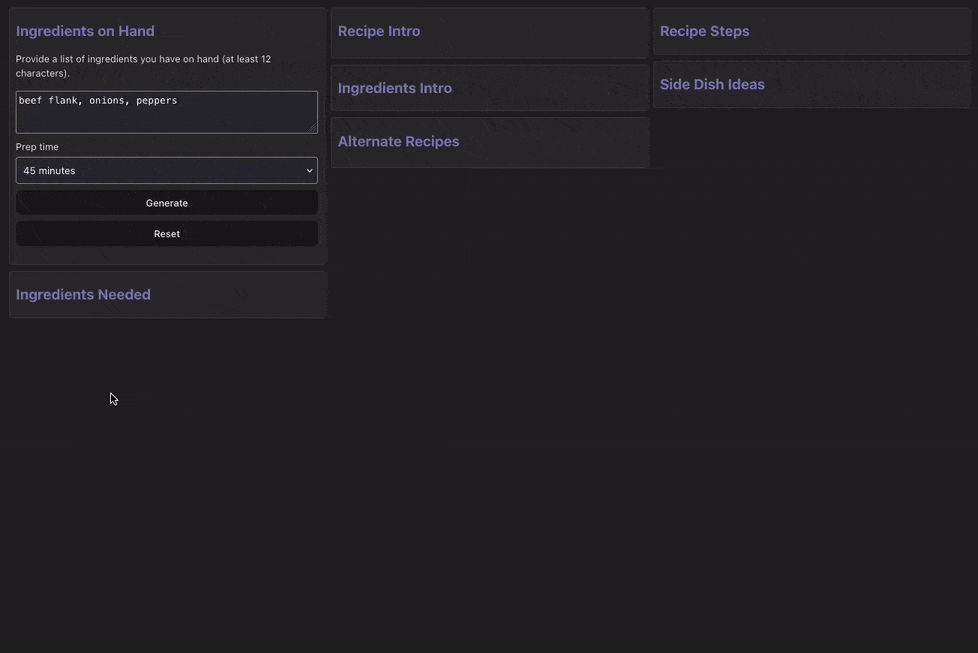 Ingredients on Hand
Provide a list of ingredients you have on hand (at least 12
characters).
beef flank, onions, peppers
Prep time
45 minutes
Generate
Reset
Ingredients Needed
Recipe Intro
Ingredients Intro
Alternate Recipes
Recipe Steps
Side Dish Ideas